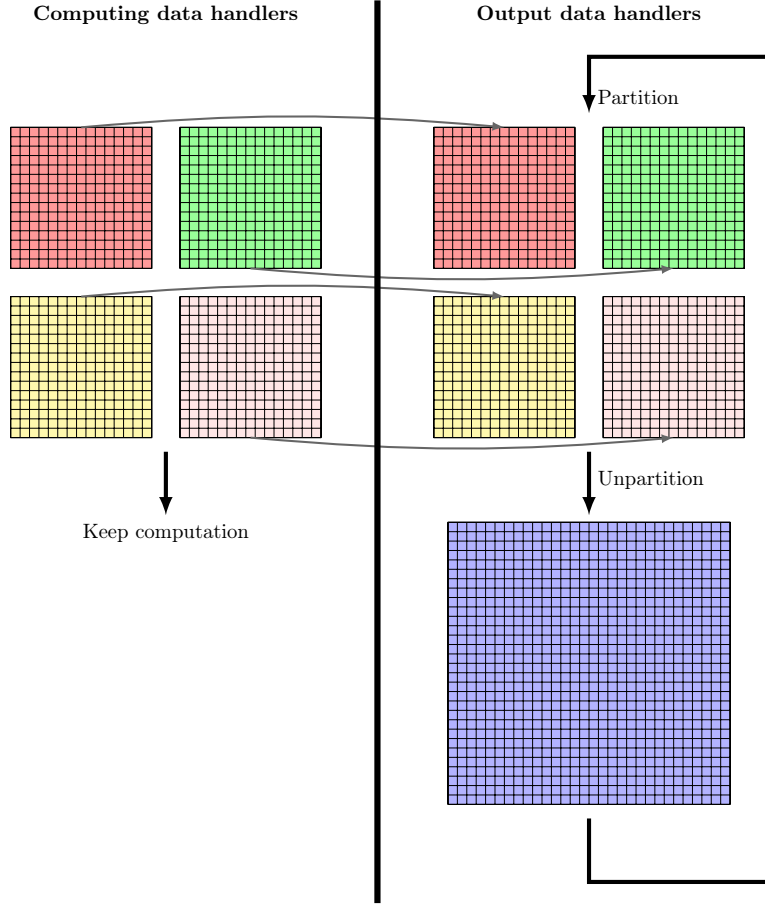 Computing data handlers
Output data handlers
Partition
Unpartition
Keep computation